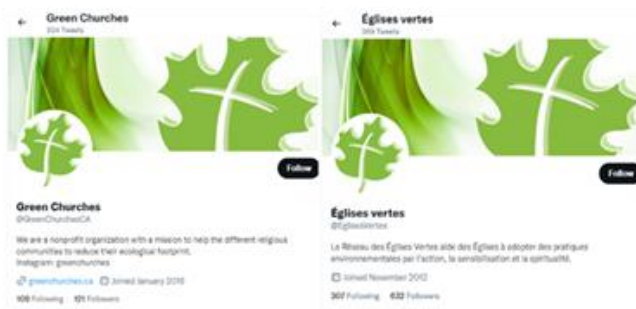 Green Churches
Tweets
Follow
Green Churches
@GreenChurchesCA
We are a nonprofit organization with a mission to help the different religious
communities to reduce their ecological footprint.
Instagram: greenchurches
greenchurches.ca Joined January 2019
108 Following 121 Followers
Églises vertes
Tweets
Follow
Églises vertes
@EglisesVertes
Le Réseau des Églises Vertes aide des Églises à adopter des pratiques
environnementales par l'action, la sensibilisation et la spiritualité.
Joined November 2012
307 Following 632 Followers